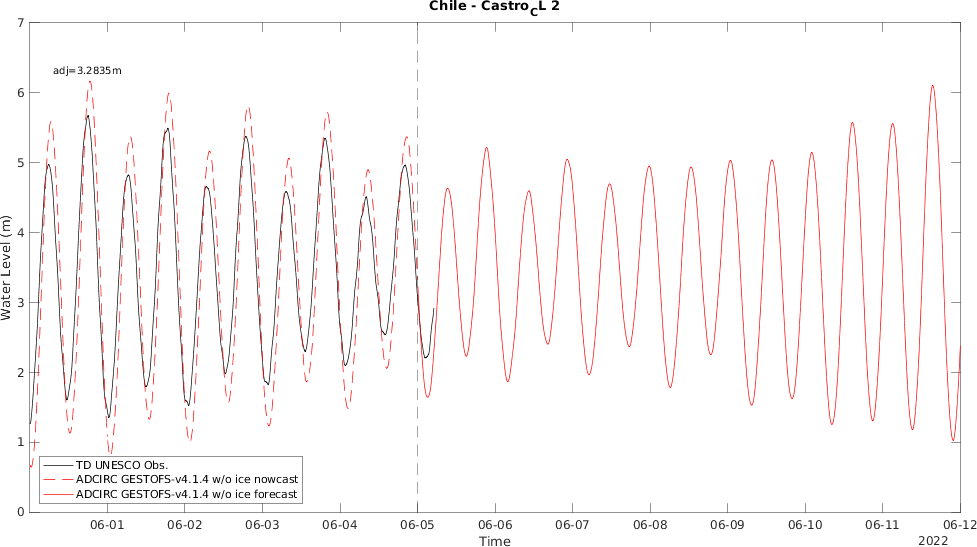 Chile - Castro_CL 2
adj=3.2835m
Water Level (m)
7
6
5
4
3
2
1
0
TD UNESCO Obs.
ADCIRC GESTOFS-v4.1.4 w/o ice nowcast
ADCIRC GESTOFS-v4.1.4 w/o ice forecast
06-01 06-02 06-03 06-04 06-05 06-06 06-07 06-08 06-09 06-10 06-11 06-12
Time
2022